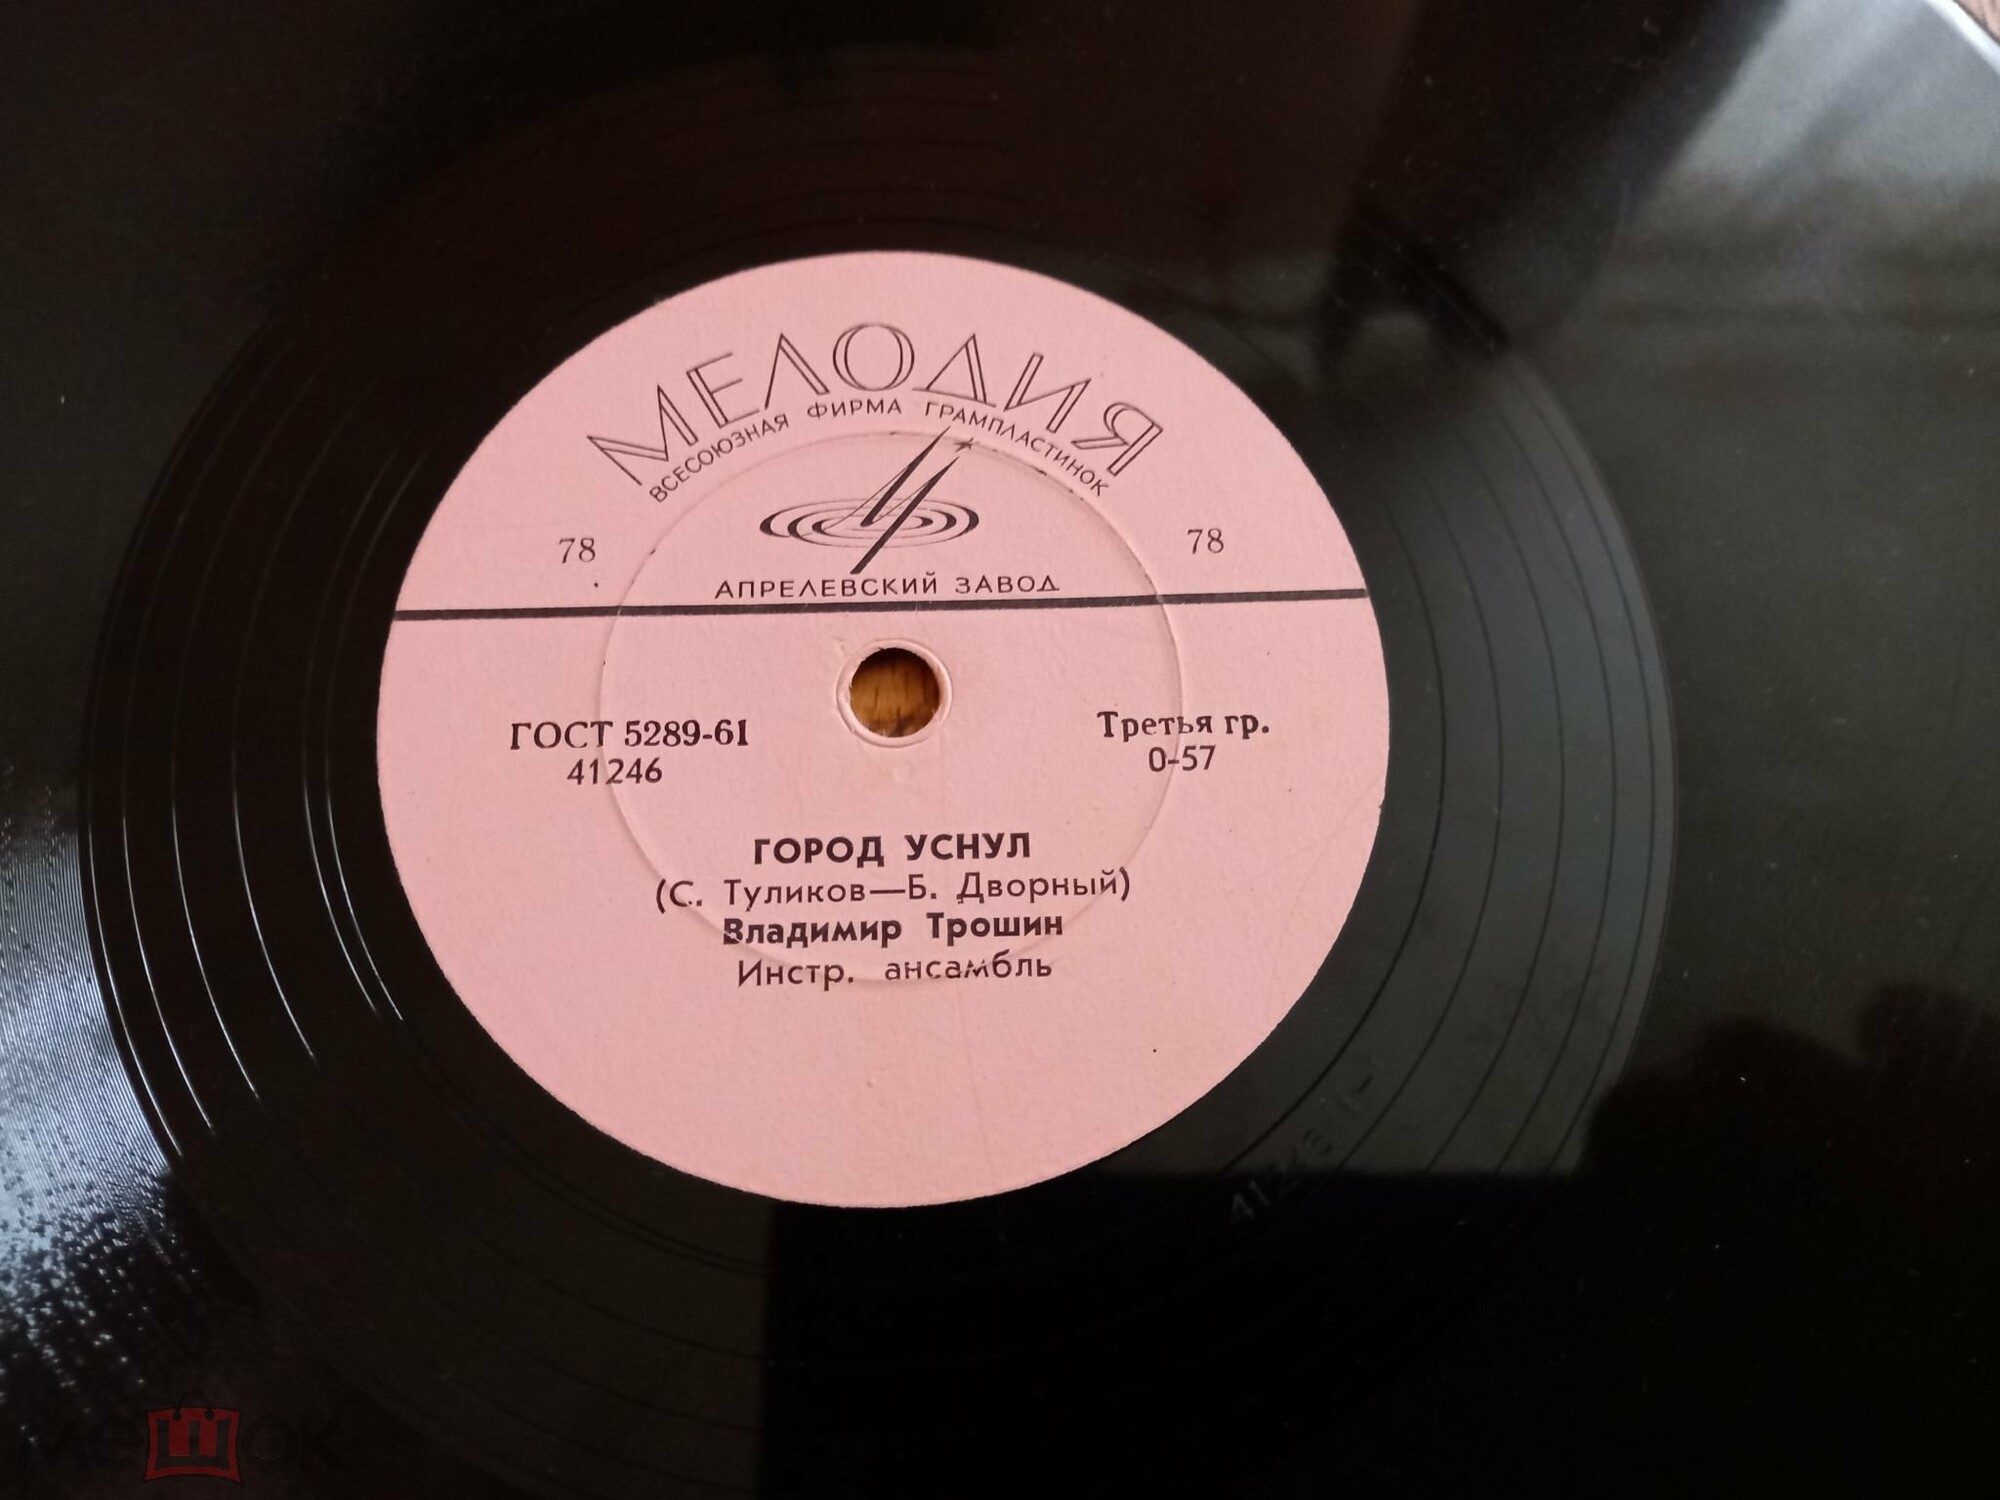 МЕЛОДИЯ
ВСЕСОЮЗНАЯ ФИРМА ГРАМПЛАСТИНОК
78 78
АПРЕЛЕВСКИЙ ЗАВОД
ГОСТ 5289-61 Третья гр.
41246 0-57
ГОРОД УСНУЛ
(С. Туликов—Б. Дворный)
Владимир Трошин
Инстр. ансамбль
мешок